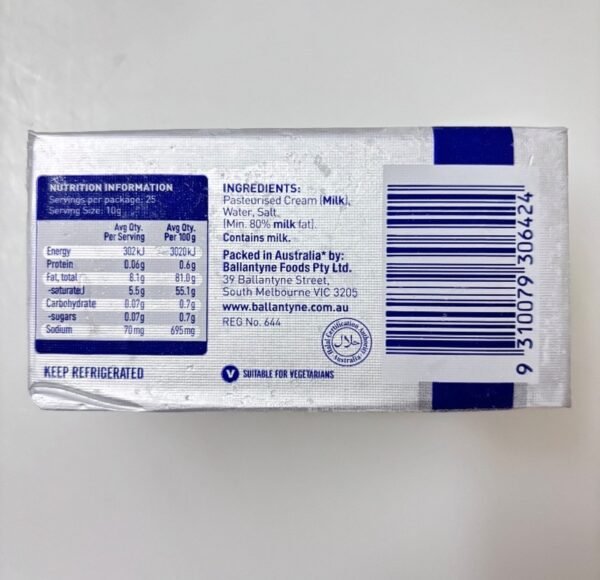 NUTRITION INFORMATION
Servings per package: 25
Serving Size: 10g
Avg Qty. Per Serving Avg Qty. Per 100g
Energy 302kJ 3020kJ
Protein 0.06g 0.6g
Fat, total 8.1g 81.0g
-saturated 5.5g 55.1g
Carbohydrate 0.07g 0.7g
-sugars 0.07g 0.7g
Sodium 70mg 695mg
KEEP REFRIGERATED
INGREDIENTS:
Pasteurised Cream (Milk),
Water, Salt.
(Min. 80% milk fat).
Contains milk.
Packed in Australia* by:
Ballantyne Foods Pty Ltd.
39 Ballantyne Street,
South Melbourne VIC 3205
www.ballantyne.com.au
REG No. 644
Halal Certification Authority
حلال
Australia
V SUITABLE FOR VEGETARIANS
9 310079 306424